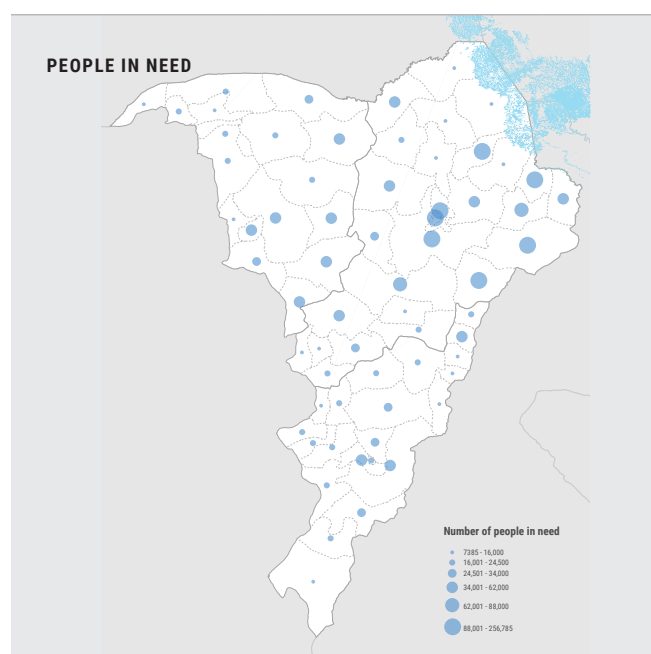 PEOPLE IN NEED
Number of people in need
7385 - 16,000
16,001 - 24,500
24,501 - 34,000
34,001 - 62,000
62,001 - 88,000
88,001 - 256,785